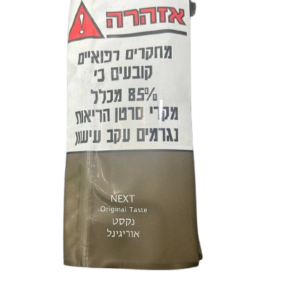 אזהרה
מחקרים רפואיים
קובעים כי
85% מכלל
מקרי סרטן הריאות
נגרמים עקב עישון
NEXT
Original Taste
נקסט
אוריגינל